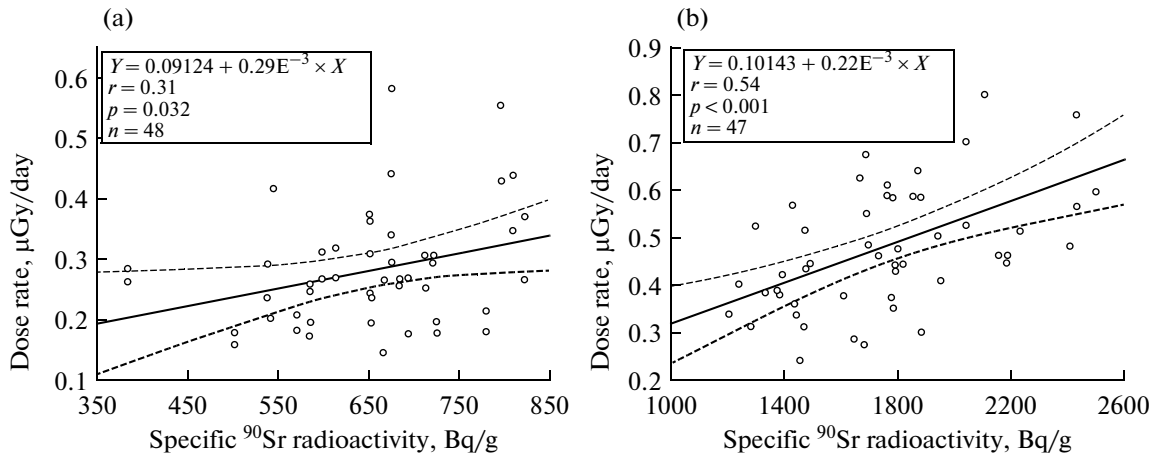 (a)
Y = 0.09124 + 0.29E⁻³ × X
r = 0.31
p = 0.032
n = 48
0.6
0.5
0.4
0.3
0.2
0.1
Dose rate, μGy/day
350 450 550 650 750 850
Specific ⁹⁰Sr radioactivity, Bq/g
(b)
Y = 0.10143 + 0.22E⁻³ × X
r = 0.54
p < 0.001
n = 47
0.9
0.8
0.7
0.6
0.5
0.4
0.3
0.2
Dose rate, μGy/day
1000 1400 1800 2200 2600
Specific ⁹⁰Sr radioactivity, Bq/g